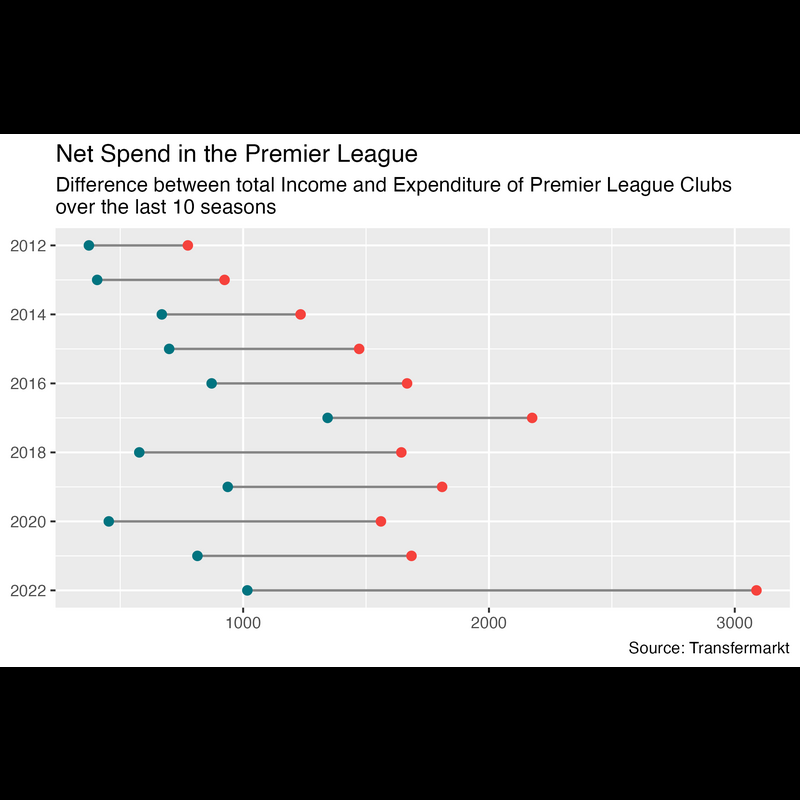 Net Spend in the Premier League
Difference between total Income and Expenditure of Premier League Clubs
over the last 10 seasons
2012
2014
2016
2018
2020
2022
1000 2000 3000
Source: Transfermarkt